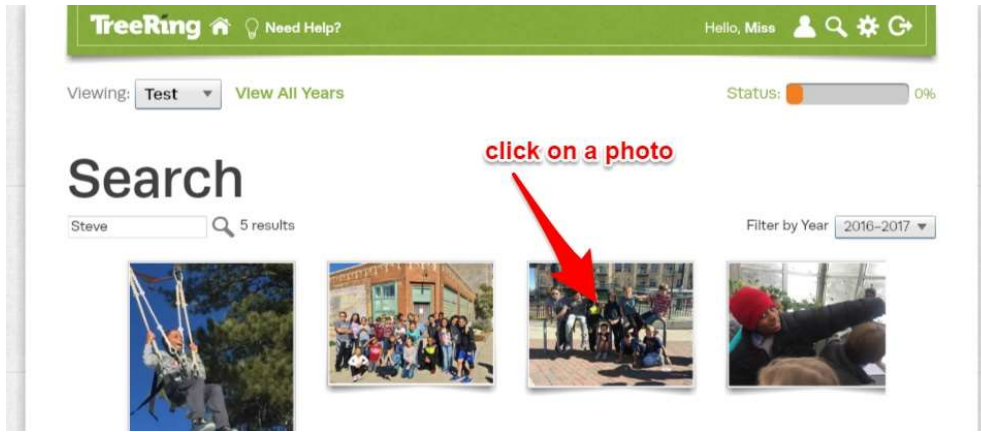 TreeRing Need Help? Hello, Miss
Viewing: Test View All Years Status: 0%
click on a photo
Search
Steve 5 results Filter by Year 2016-2017